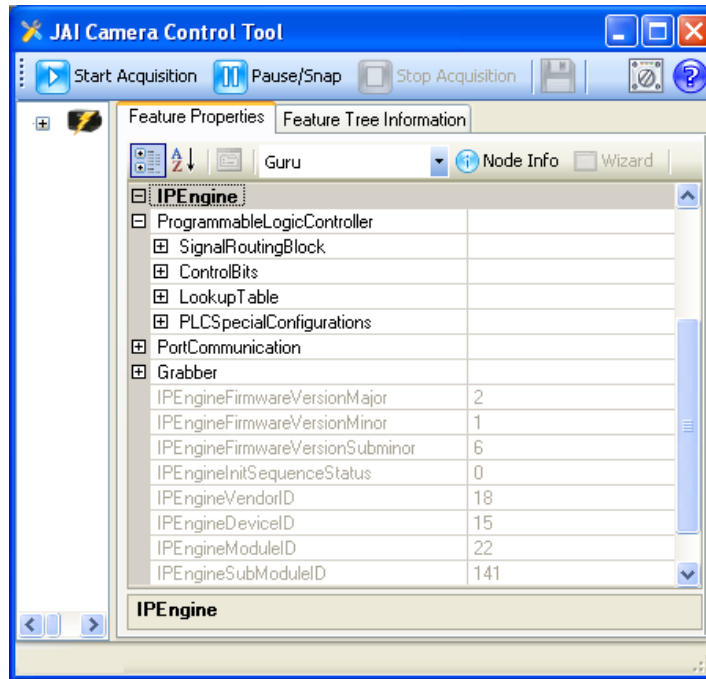 JAI Camera Control Tool
Start Acquisition Pause/Snap Stop Acquisition
Feature Properties Feature Tree Information
Guru Node Info Wizard
IPEngine
ProgrammableLogicController
SignalRoutingBlock
ControlBits
LookupTable
PLCSpecialConfigurations
PortCommunication
Grabber
IPEngineFirmwareVersionMajor 2
IPEngineFirmwareVersionMinor 1
IPEngineFirmwareVersionSubminor 6
IPEngineInitSequenceStatus 0
IPEngineVendorID 18
IPEngineDeviceID 15
IPEngineModuleID 22
IPEngineSubModuleID 141
IPEngine